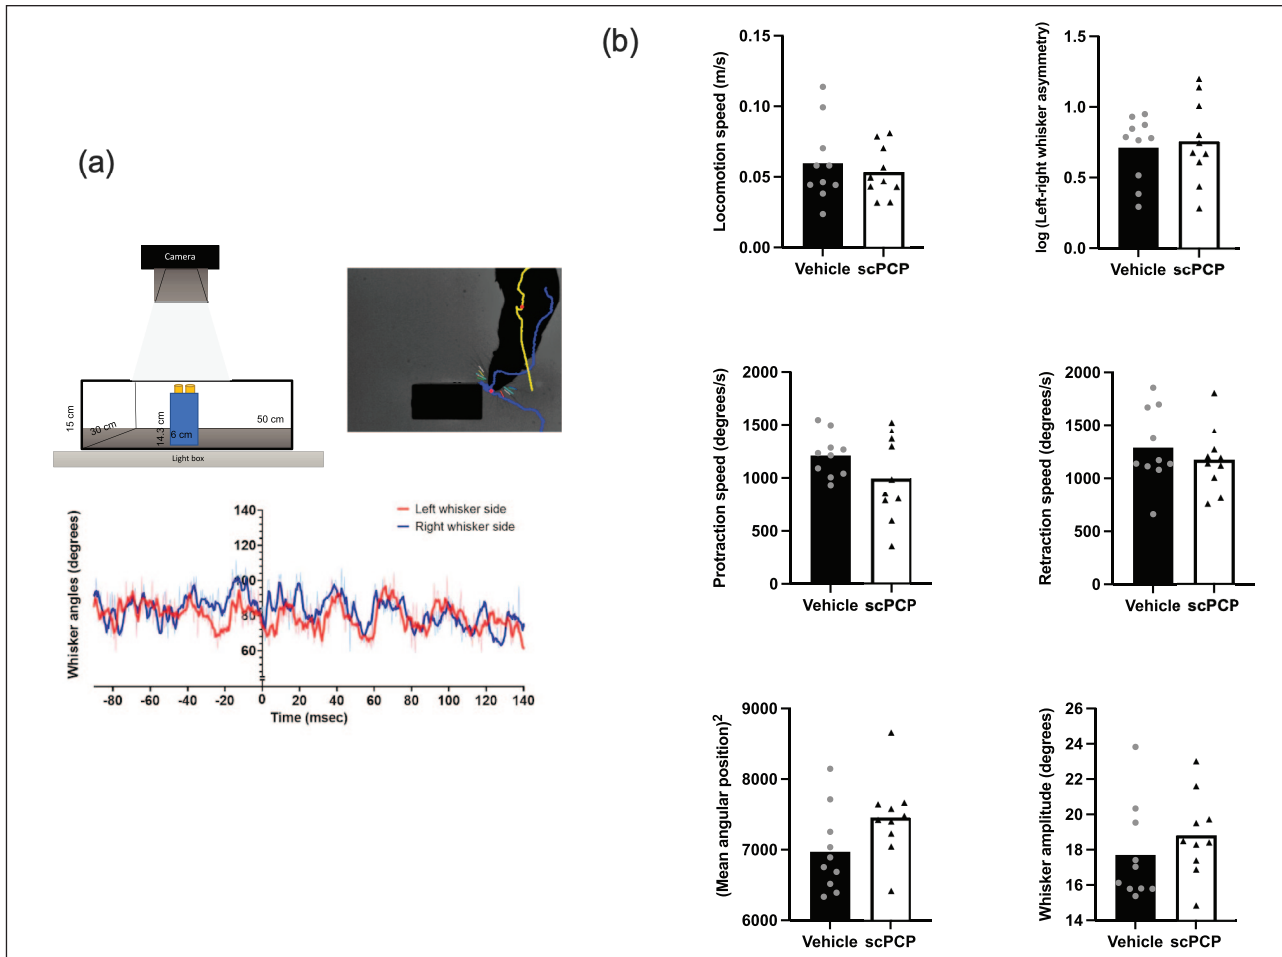 (a)
Camera
15 cm
30 cm
14.3 cm
6 cm
50 cm
Light box
Whisker angles (degrees)
140
120
100
80
60
Left whisker side
Right whisker side
-80 -60 -40 -20 0 20 40 60 80 100 120 140
Time (msec)
(b)
Locomotion speed (m/s)
0.15
0.10
0.05
0.00
Vehicle scPCP
log (Left-right whisker asymmetry)
1.5
1.0
0.5
0.0
Vehicle scPCP
Protraction speed (degrees/s)
2000
1500
1000
500
0
Vehicle scPCP
Retraction speed (degrees/s)
2000
1500
1000
500
0
Vehicle scPCP
(Mean angular position)²
9000
8000
7000
6000
Vehicle scPCP
Whisker amplitude (degrees)
26
24
22
20
18
16
14
Vehicle scPCP